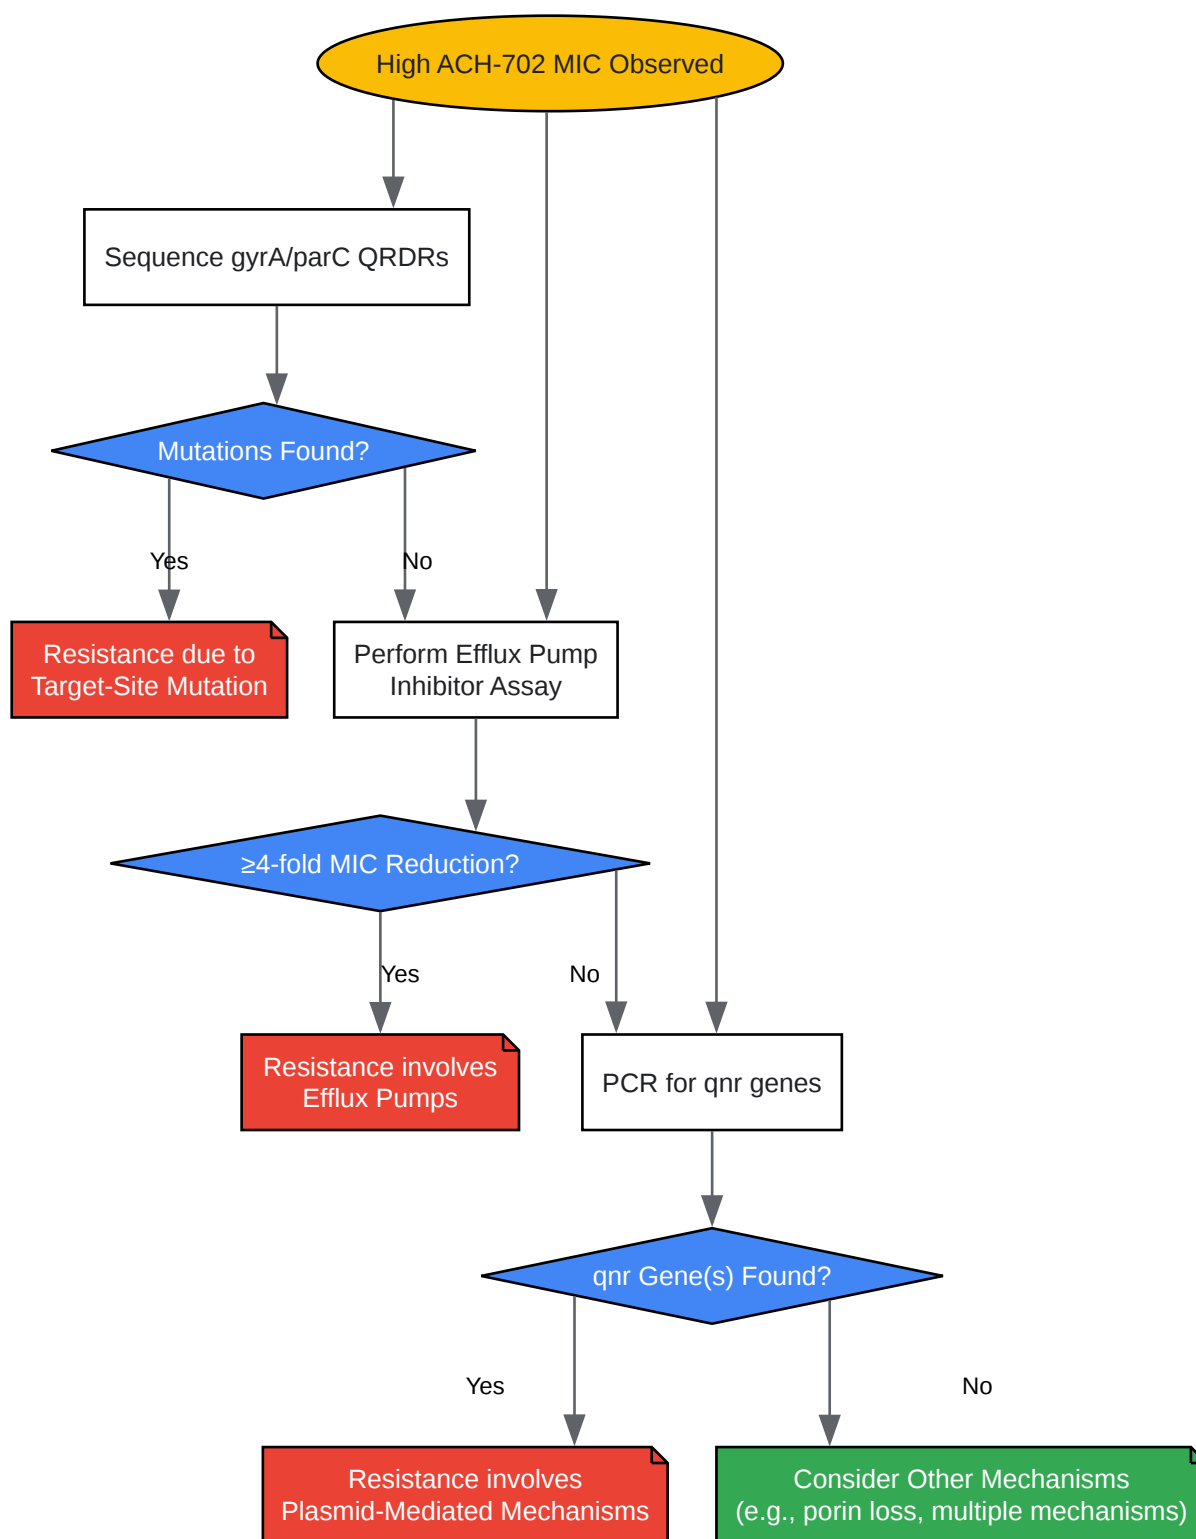 High ACH-702 MIC Observed
Sequence gyrA/parC QRDRs
Mutations Found?
Yes
No
Resistance due to
Target-Site Mutation
Perform Efflux Pump
Inhibitor Assay
≥4-fold MIC Reduction?
Yes
No
Resistance involves
Efflux Pumps
PCR for qnr genes
qnr Gene(s) Found?
Yes
No
Resistance involves
Plasmid-Mediated Mechanisms
Consider Other Mechanisms
(e.g., porin loss, multiple mechanisms)